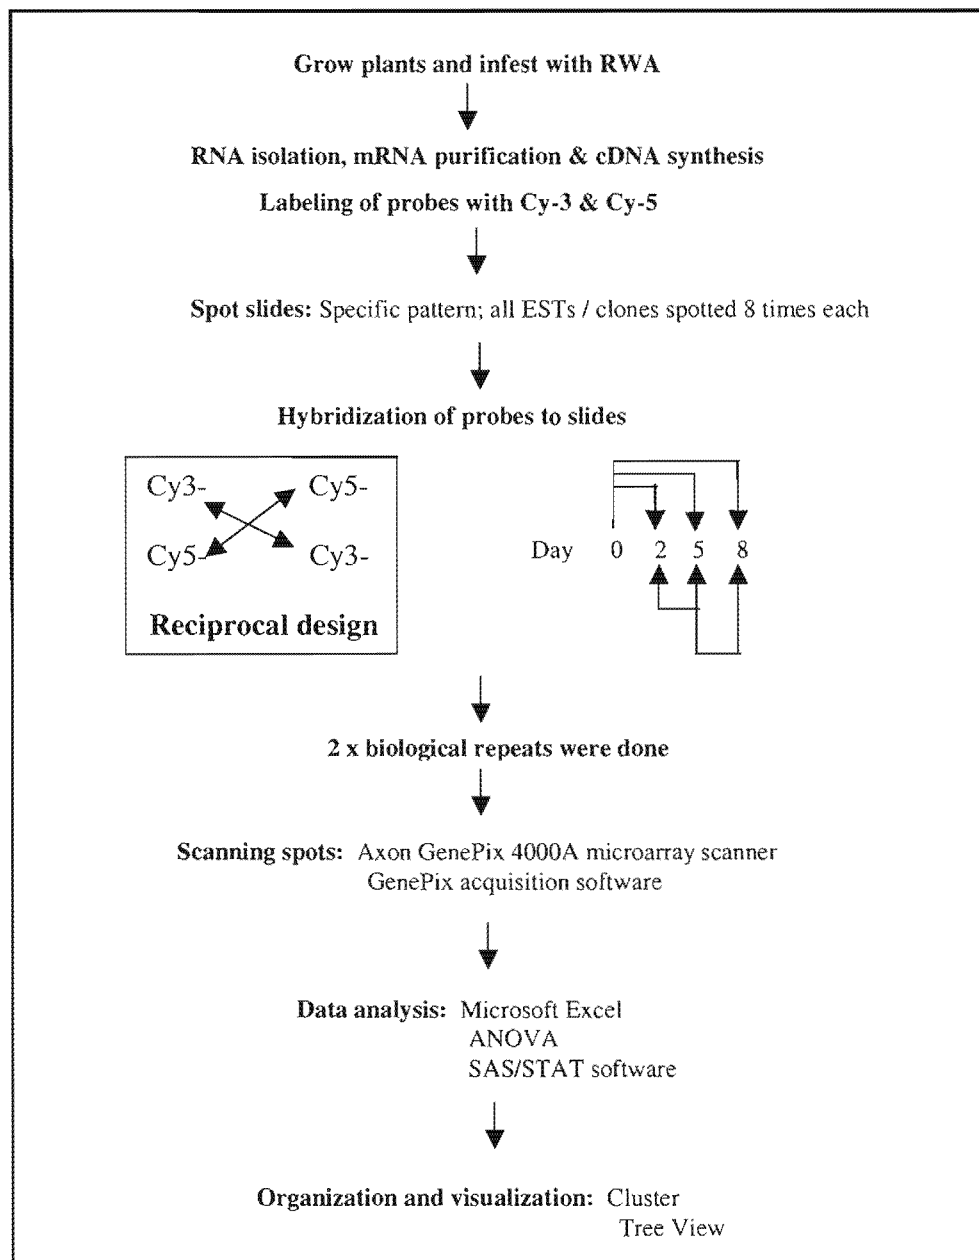 Grow plants and infest with RWA
RNA isolation, mRNA purification & cDNA synthesis
Labeling of probes with Cy-3 & Cy-5
Spot slides: Specific pattern; all ESTs / clones spotted 8 times each
Hybridization of probes to slides
Cy3- Cy5-
Cy5- Cy3-
Reciprocal design
Day 0 2 5 8
2 x biological repeats were done
Scanning spots: Axon GenePix 4000A microarray scanner
GenePix acquisition software
Data analysis: Microsoft Excel
ANOVA
SAS/STAT software
Organization and visualization: Cluster
Tree View